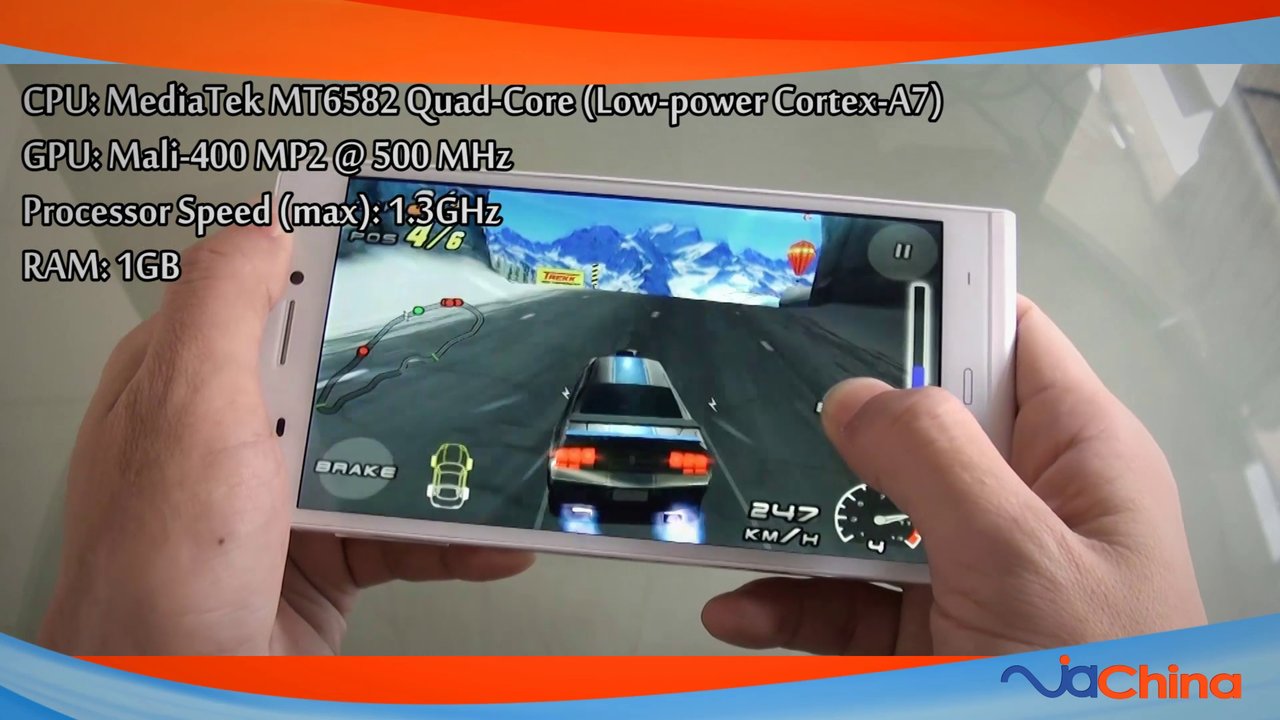 CPU: MediaTek MT6582 Quad-Core (Low-power Cortex-A7)
GPU: Mali-400 MP2 @ 500 MHz
Processor Speed (max): 1.3GHz
RAM: 1GB
POS 4/6
TREKK
BRAKE
247
KM/H
4
ViaChina